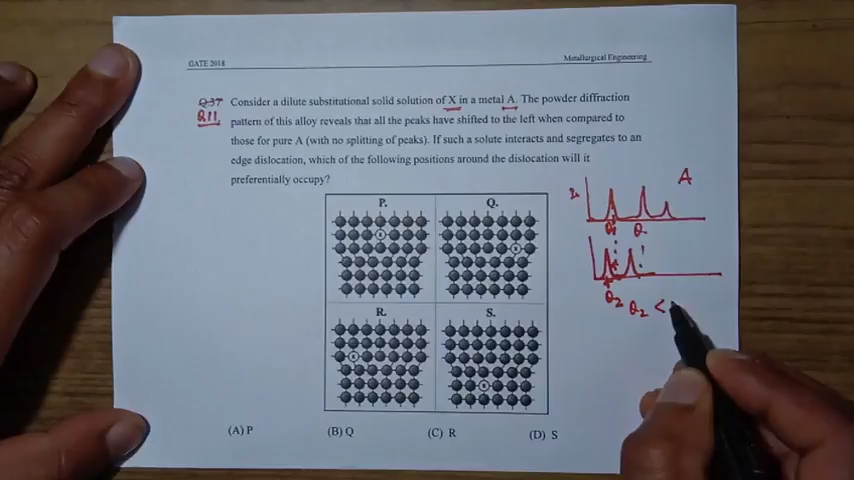 GATE 2018 Metallurgical Engineering
Q.37 Consider a dilute substitutional solid solution of X in a metal A. The powder diffraction
Q.11 pattern of this alloy reveals that all the peaks have shifted to the left when compared to
those for pure A (with no splitting of peaks). If such a solute interacts and segregates to an
edge dislocation, which of the following positions around the dislocation will it
preferentially occupy?
A
P. Q.
R. S.
θ₂ θ₂ <
(A) P (B) Q (C) R (D) S